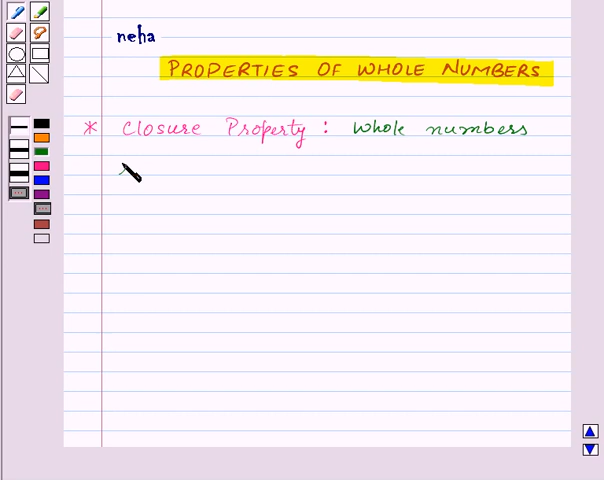 neha
PROPERTIES OF WHOLE NUMBERS
* Closure Property : Whole numbers